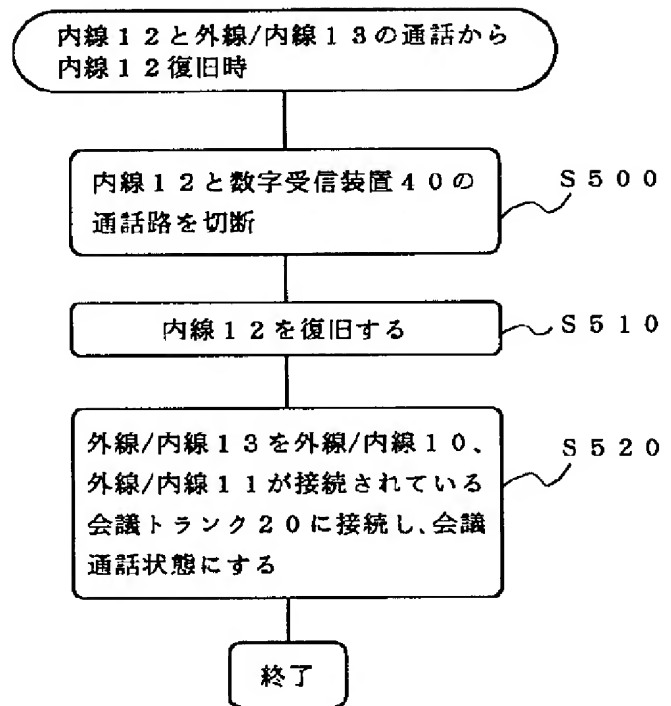 内線12と外線/内線13の通話から
内線12復旧時
内線12と数字受信装置40の
通話路を切断
S500
内線12を復旧する
S510
外線/内線13を外線/内線10、
外線/内線11が接続されている
会議トランク20に接続し、会議
通話状態にする
S520
終了